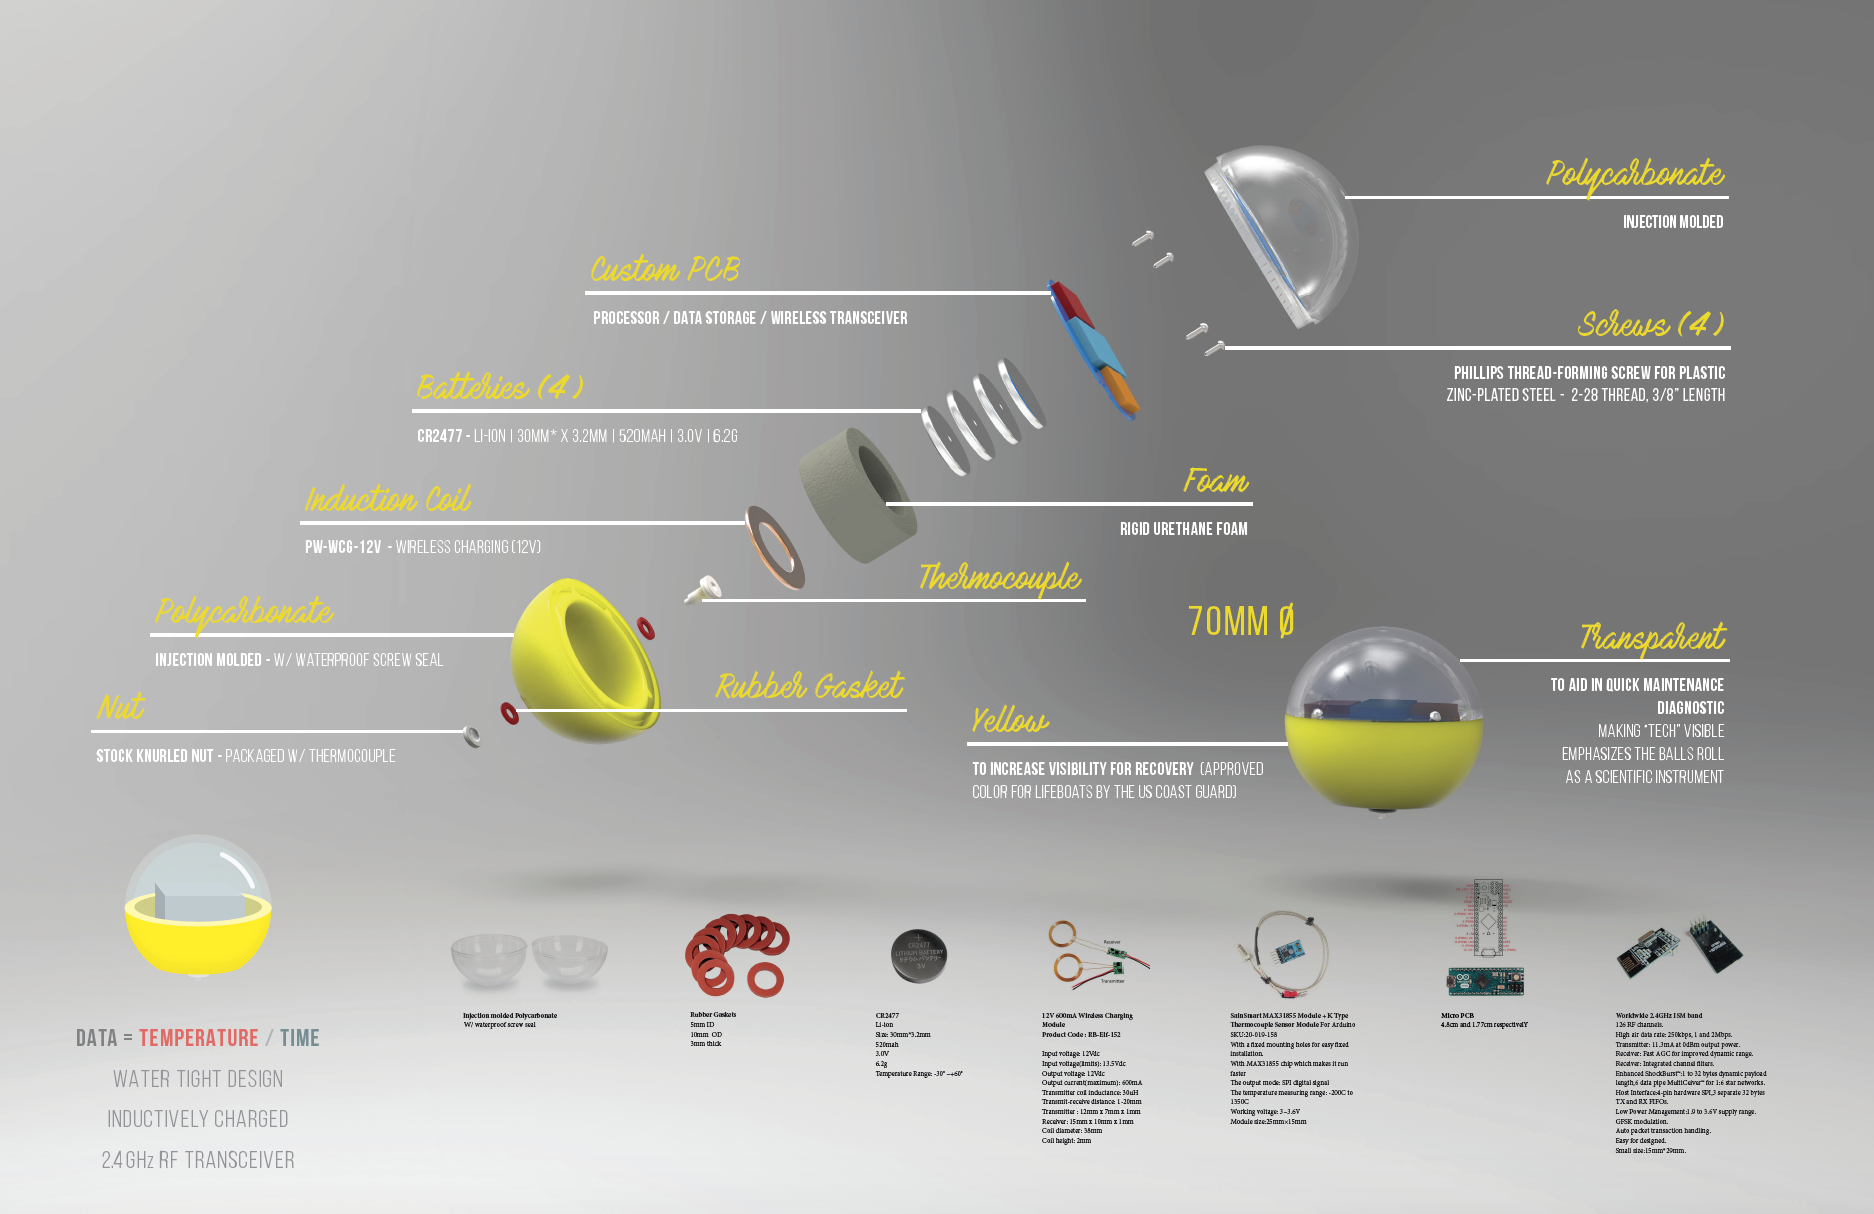 Polycarbonate
INJECTION MOLDED
Custom PCB
PROCESSOR / DATA STORAGE / WIRELESS TRANSCEIVER
Screws (4)
PHILLIPS THREAD-FORMING SCREW FOR PLASTIC
ZINC-PLATED STEEL - 2-28 THREAD, 3/8" LENGTH
Batteries (4)
CR2477 - LI-ION | 30MM* X 3.2MM | 520MAH | 3.0V | 6.2G
Foam
RIGID URETHANE FOAM
Induction Coil
PW-WCG-12V - WIRELESS CHARGING (12V)
Thermocouple
Polycarbonate
INJECTION MOLDED - W/ WATERPROOF SCREW SEAL
Rubber Gasket
Nut
STOCK KNURLED NUT - PACKAGED W/ THERMOCOUPLE
70MM Ø
Transparent
TO AID IN QUICK MAINTENANCE
DIAGNOSTIC
MAKING "TECH" VISIBLE
EMPHASIZES THE BALLS ROLL
AS A SCIENTIFIC INSTRUMENT
Yellow
TO INCREASE VISIBILITY FOR RECOVERY (APPROVED
COLOR FOR LIFEBOATS BY THE US COAST GUARD)
DATA = TEMPERATURE / TIME
WATER TIGHT DESIGN
INDUCTIVELY CHARGED
2.4GHz RF TRANSCEIVER
Injection molded Polycarbonate
W/ waterproof screw seal
Rubber Gaskets
5mm ID
10mm OD
3mm thick
CR2477
LITHIUM BATTERY
3V
CR2477
Li-ion
Size: 30mm*3.2mm
520mah
3.0V
6.2g
Temperature Range: -30° ~+60°
Receiver
Transmitter
12V 600mA Wireless Charging
Module
Product Code : RB-Elf-152
Input voltage: 12Vdc
Input voltage(limits): 13.5Vdc
Output voltage: 12Vdc
Output current(maximum): 600mA
Transmitter coil inductance: 30uH
Transmit-receive distance: 1-20mm
Transmitter : 12mm x 7mm x 1mm
Receiver: 15mm x 10mm x 1mm
Coil diameter: 38mm
Coil height: 2mm
SainSmart MAX31855 Module + K Type
Thermocouple Sensor Module For Arduino
SKU:20-019-158
With a fixed mounting holes for easy fixed
installation.
With MAX31855 chip which makes it run
faster
The output mode: SPI digital signal
The temperature measuring range: -200C to
1350C
Working voltage: 3~3.6V
Module size:25mm×15mm
Micro PCB
4.8cm and 1.77cm respectivelY
Worldwide 2.4GHz ISM band
126 RF channels.
High air data rate: 250kbps, 1 and 2Mbps.
Transmitter: 11.3mA at 0dBm output power.
Receiver: Fast AGC for improved dynamic range.
Receiver: Integrated channel filters.
Enhanced ShockBurst™:1 to 32 bytes dynamic payload
length,6 data pipe MultiCeiver™ for 1:6 star networks.
Host Interface:4-pin hardware SPI,3 separate 32 bytes
TX and RX FIFOs.
Low Power Management:1.9 to 3.6V supply range.
GFSK modulation.
Auto packet transaction handling.
Easy for designed.
Small size:15mm*29mm.